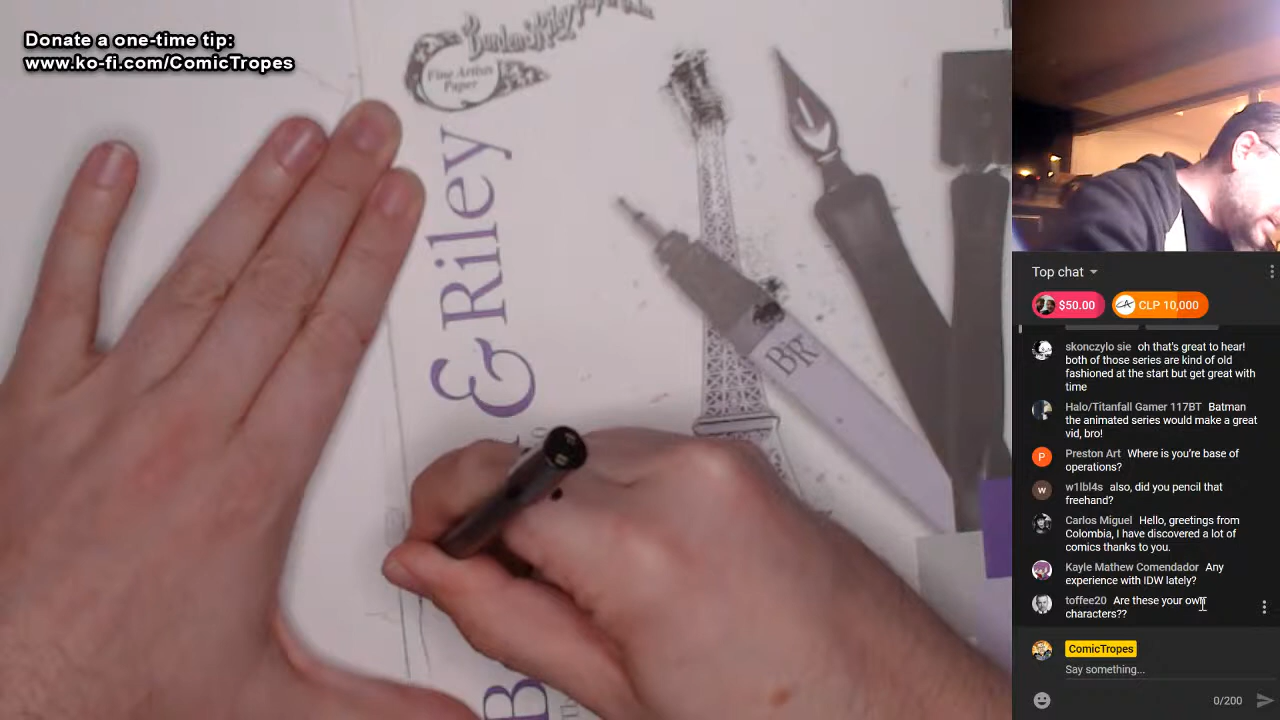 Donate a one-time tip:
www.ko-fi.com/ComicTropes
Fine Artists
Paper
& Riley
BR
Top chat
$50.00
CLP 10,000
skonczylo sie oh that's great to hear!
both of those series are kind of old
fashioned at the start but get great with
time
Halo/Titanfall Gamer 117BT Batman
the animated series would make a great
vid, bro!
P
Preston Art Where is you're base of
operations?
w
w1lbl4s also, did you pencil that
freehand?
Carlos Miguel Hello, greetings from
Colombia, I have discovered a lot of
comics thanks to you.
Kayle Mathew Comendador Any
experience with IDW lately?
toffee20 Are these your own
characters??
ComicTropes
Say something...
0/200